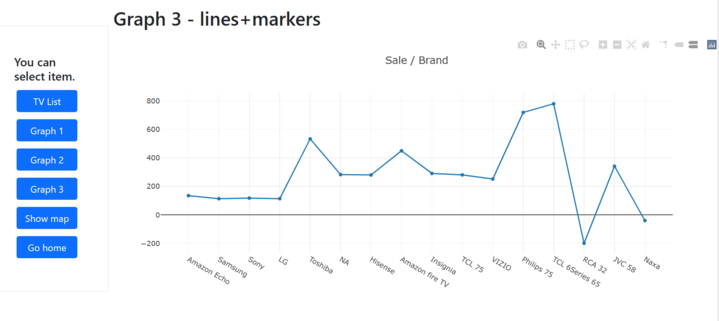 Graph 3 - lines+markers
You can
select item.
TV List
Graph 1
Graph 2
Graph 3
Show map
Go home
Sale / Brand
800
600
400
200
0
−200
Amazon Echo
Samsung
Sony
LG
Toshiba
NA
Hisense
Amazon fire TV
Insignia
TCL 75
VIZIO
Philips 75
TCL 6Series 65
RCA 32
JVC 58
Naxa